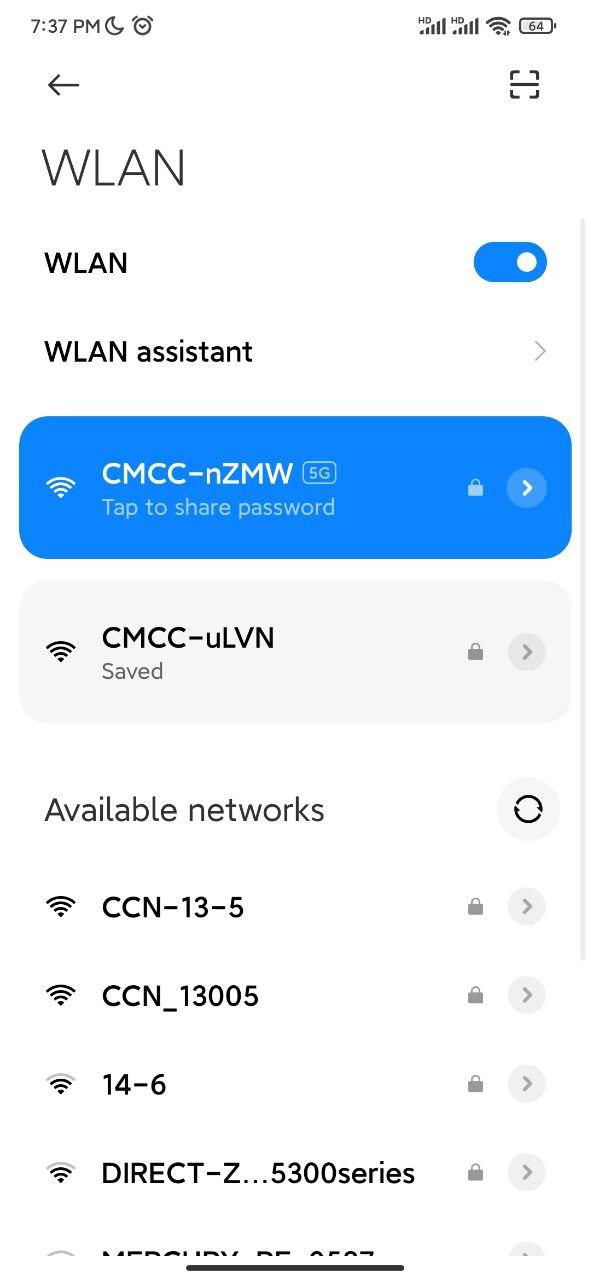 7:37 PM HD HD 64
WLAN
WLAN
WLAN assistant
CMCC-nZMW 5G
Tap to share password
CMCC-uLVN
Saved
Available networks
CCN-13-5
CCN_13005
14-6
DIRECT-Z...5300series